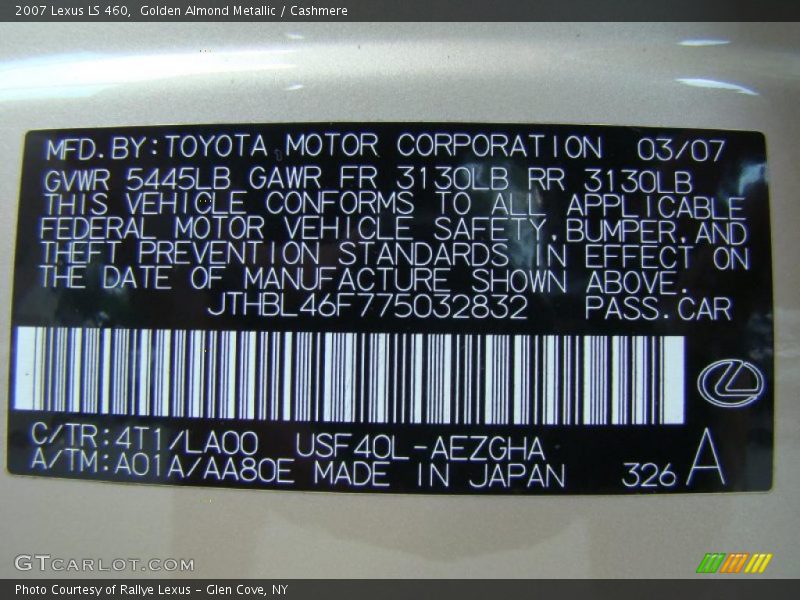 2007 Lexus LS 460,  Golden Almond Metallic / Cashmere
MFD.BY:TOYOTA MOTOR CORPORATION 03/07
GVWR 5445LB GAWR FR 3130LB RR 3130LB
THIS VEHICLE CONFORMS TO ALL APPLICABLE
FEDERAL MOTOR VEHICLE SAFETY,BUMPER,AND
THEFT PREVENTION STANDARDS IN EFFECT ON
THE DATE OF MANUFACTURE SHOWN ABOVE.
JTHBL46F775032832 PASS.CAR
C/TR:4T1/LA00 USF40L-AEZGHA
A/TM:A01A/AA80E MADE IN JAPAN 326 A
GTCARLOT.COM
Photo Courtesy of Rallye Lexus - Glen Cove, NY